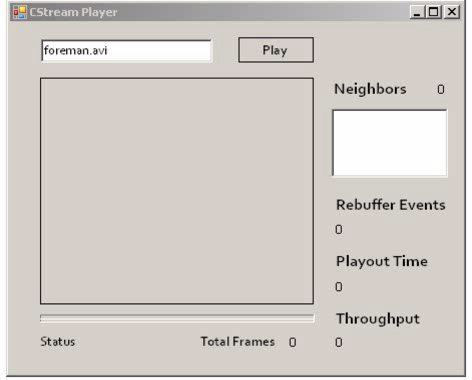 CStream Player
foreman.avi
Play
Neighbors 0
Rebuffer Events
0
Playout Time
0
Throughput
0
Status
Total Frames 0